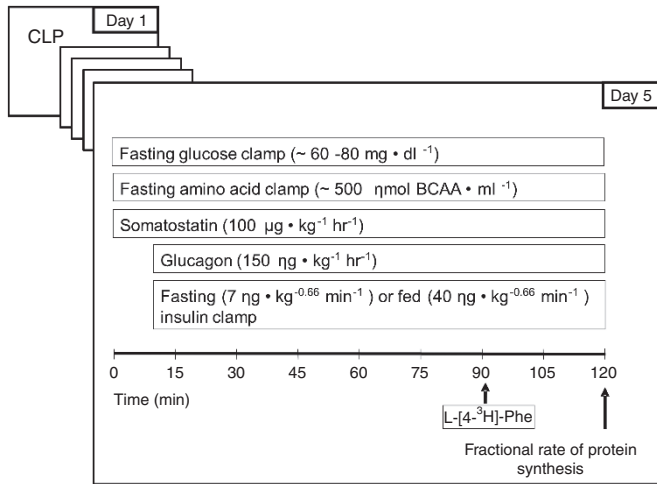 Day 1
CLP
Day 5
Fasting glucose clamp (~ 60 -80 mg • dl ⁻¹)
Fasting amino acid clamp (~ 500 ηmol BCAA • ml ⁻¹)
Somatostatin (100 µg • kg⁻¹ hr⁻¹)
Glucagon (150 ηg • kg⁻¹ hr⁻¹)
Fasting (7 ηg • kg⁻⁰·⁶⁶ min⁻¹) or fed (40 ηg • kg⁻⁰·⁶⁶ min⁻¹ )
insulin clamp
0 15 30 45 60 75 90 105 120
Time (min)
L-[4-³H]-Phe
Fractional rate of protein
synthesis